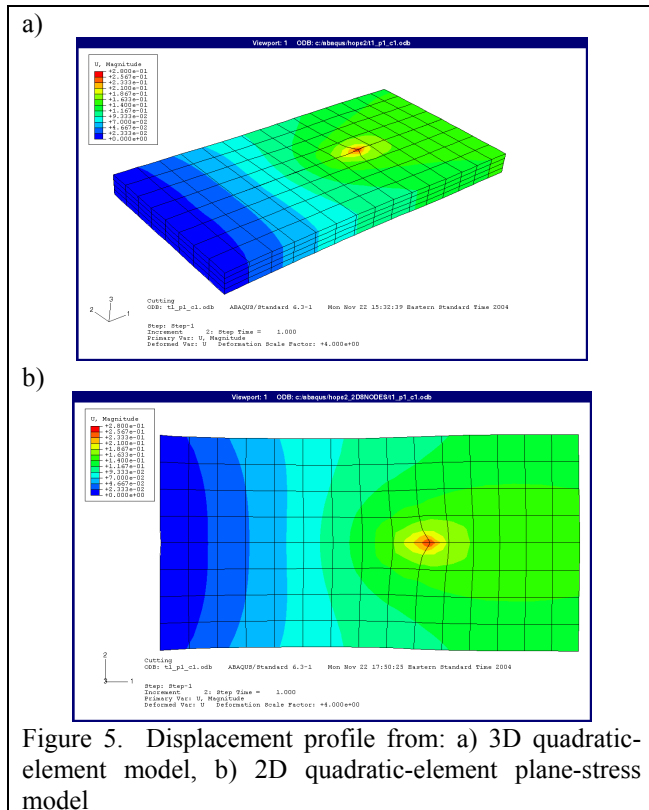 a)
Viewport: 1 ODB: c:/abaqus/hope2/t1_p1_c1.odb
U, Magnitude
+2.800e-01
+2.567e-01
+2.333e-01
+2.100e-01
+1.867e-01
+1.633e-01
+1.400e-01
+1.167e-01
+9.333e-02
+7.000e-02
+4.667e-02
+2.333e-02
+0.000e+00
3
2
1
Cutting
ODB: t1_p1_c1.odb ABAQUS/Standard 6.3-1 Mon Nov 22 15:32:39 Eastern Standard Time 2004
Step: Step-1
Increment 2: Step Time = 1.000
Primary Var: U, Magnitude
Deformed Var: U Deformation Scale Factor: +4.000e+00
b)
Viewport: 1 ODB: c:/abaqus/hope2_2D8NODES/t1_p1_c1.odb
U, Magnitude
+2.800e-01
+2.567e-01
+2.333e-01
+2.100e-01
+1.867e-01
+1.633e-01
+1.400e-01
+1.167e-01
+9.333e-02
+7.000e-02
+4.667e-02
+2.333e-02
+0.000e+00
2
3
1
Cutting
ODB: t1_p1_c1.odb ABAQUS/Standard 6.3-1 Mon Nov 22 17:50:23 Eastern Standard Time 2004
Step: Step-1
Increment 2: Step Time = 1.000
Primary Var: U, Magnitude
Deformed Var: U Deformation Scale Factor: +4.000e+00
Figure 5. Displacement profile from: a) 3D quadratic-
element model, b) 2D quadratic-element plane-stress
model